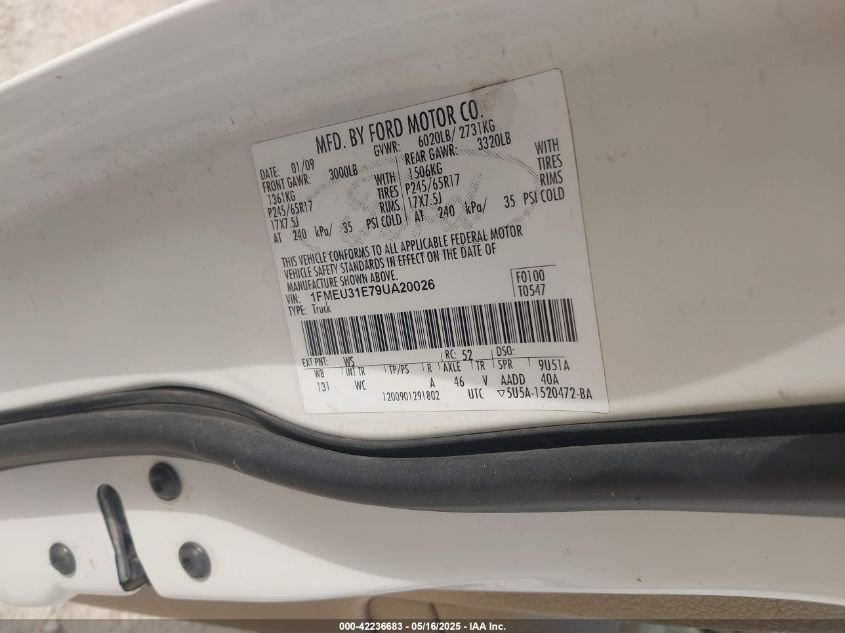 MFD. BY FORD MOTOR CO.
DATE: 01/09 GVWR: 6020LB/ 2731KG
FRONT GAWR: 3000LB REAR GAWR: 3320LB
1361KG WITH 1506KG WITH
P245/65R17 TIRES P245/65R17 TIRES
17X7.5J RIMS 17X7.5J RIMS
AT 240 kPa/ 35 PSI COLD AT 240 kPa/ 35 PSI COLD
THIS VEHICLE CONFORMS TO ALL APPLICABLE FEDERAL MOTOR
VEHICLE SAFETY STANDARDS IN EFFECT ON THE DATE OF
MANUFACTURE SHOWN ABOVE.
VIN: 1FMEU31E79UA20026 F0100
TYPE: Truck T0547
EXT PNT: WS RC: 52 DSO:
WB INT TR TP/PS R AXLE TR SPR 9U51A
131 WC A 46 V AADD 40A
1200901291802 UTC ▽5U5A-1520472-BA
000-42236683 - 05/16/2025 - IAA Inc.